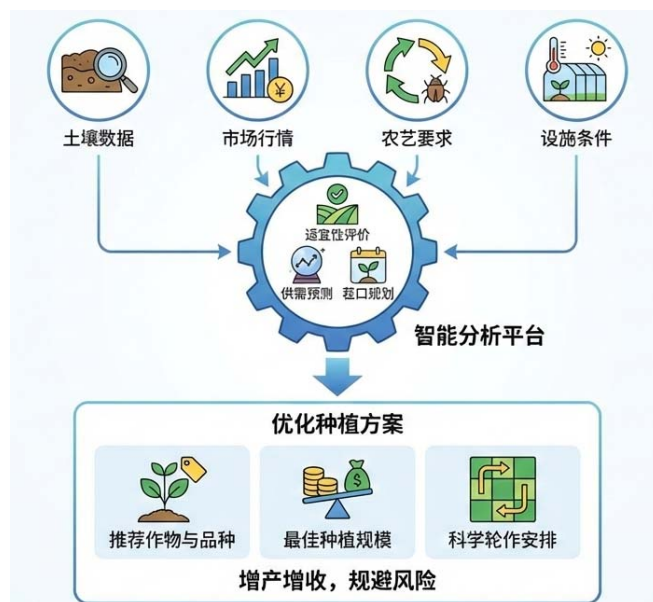 土壤数据
市场行情
农艺要求
设施条件
适宜性评价
供需预测
茬口规划
智能分析平台
优化种植方案
推荐作物与品种
最佳种植规模
科学轮作安排
增产增收，规避风险